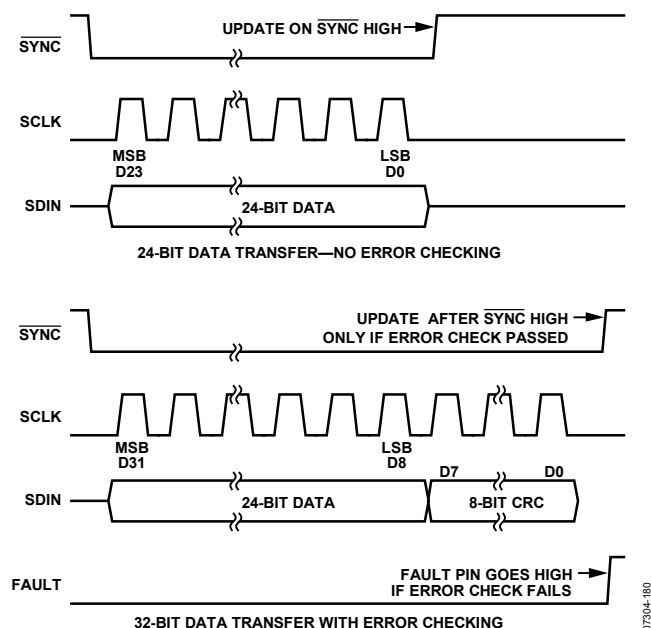 UPDATE ON SYNC HIGH
SYNC
SCLK
MSB
D23
LSB
D0
SDIN
24-BIT DATA
24-BIT DATA TRANSFER—NO ERROR CHECKING
SYNC
UPDATE AFTER SYNC HIGH
ONLY IF ERROR CHECK PASSED
SCLK
MSB
D31
LSB
D8
D7
D0
SDIN
24-BIT DATA
8-BIT CRC
FAULT
FAULT PIN GOES HIGH
IF ERROR CHECK FAILS
32-BIT DATA TRANSFER WITH ERROR CHECKING
07304-180